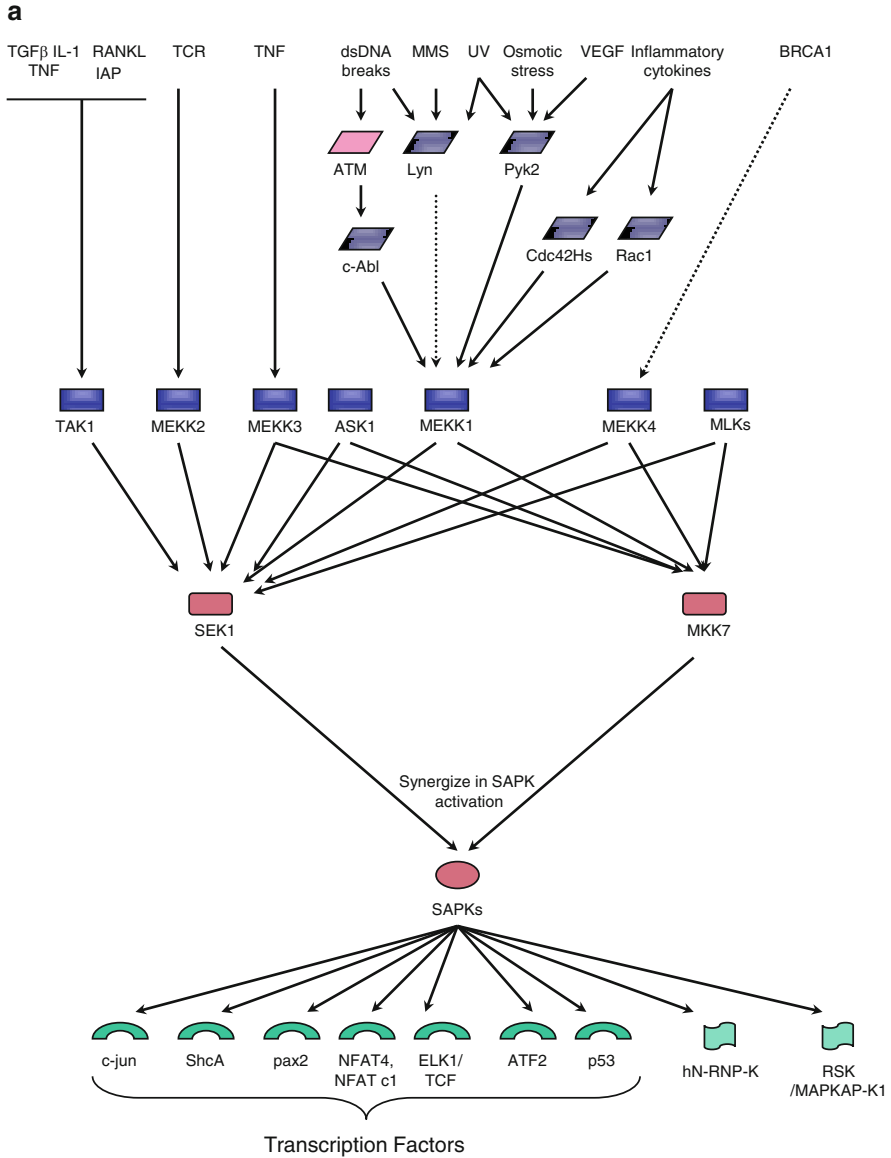 a
TGFβ IL-1 RANKL TCR TNF dsDNA MMS UV Osmotic VEGF Inflammatory BRCA1
TNF IAP breaks stress cytokines
ATM Lyn Pyk2
c-Abl Cdc42Hs Rac1
TAK1 MEKK2 MEKK3 ASK1 MEKK1 MEKK4 MLKs
SEK1 MKK7
Synergize in SAPK
activation
SAPKs
c-jun ShcA pax2 NFAT4, ELK1/ ATF2 p53 hN-RNP-K RSK
NFAT c1 TCF /MAPKAP-K1
Transcription Factors